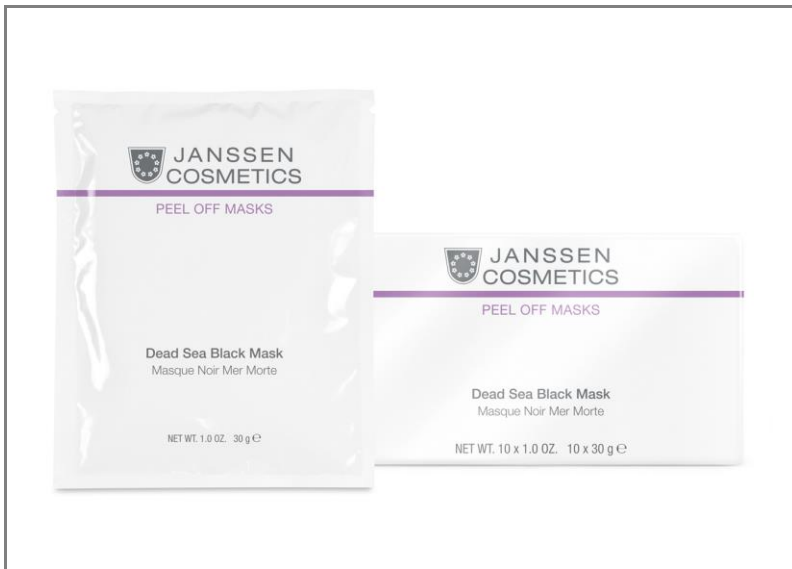 JANSSEN
COSMETICS
PEEL OFF MASKS
Dead Sea Black Mask
Masque Noir Mer Morte
NET WT. 1.0 OZ. 30 g ℮
JANSSEN
COSMETICS
PEEL OFF MASKS
Dead Sea Black Mask
Masque Noir Mer Morte
NET WT. 10 x 1.0 OZ. 10 x 30 g ℮